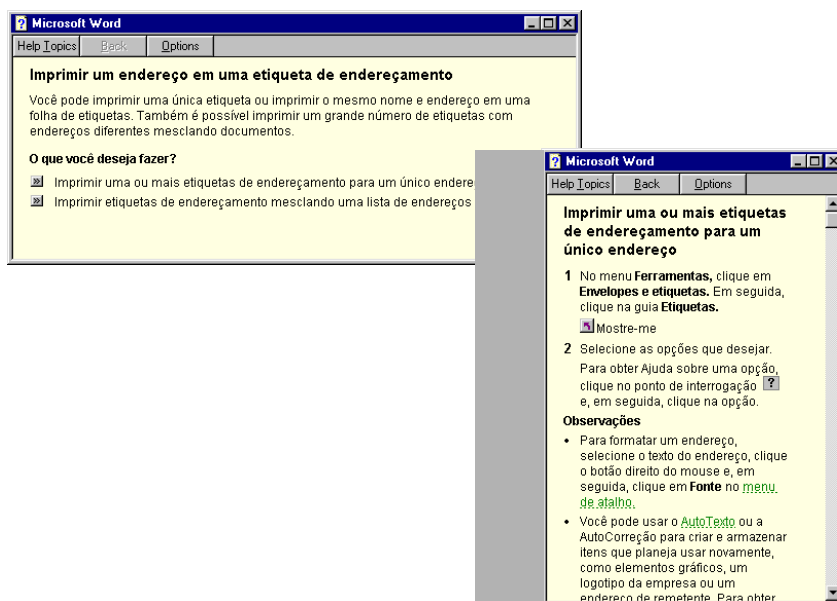 Microsoft Word
Help Topics Back Options
Imprimir um endereço em uma etiqueta de endereçamento
Você pode imprimir uma única etiqueta ou imprimir o mesmo nome e endereço em uma
folha de etiquetas. Também é possível imprimir um grande número de etiquetas com
endereços diferentes mesclando documentos.
O que você deseja fazer?
Imprimir uma ou mais etiquetas de endereçamento para um único
Imprimir etiquetas de endereçamento mesclando uma lista de endereços
Microsoft Word
Help Topics Back Options
Imprimir uma ou mais etiquetas
de endereçamento para um
único endereço
1 No menu Ferramentas, clique em
Envelopes e etiquetas. Em seguida,
clique na guia Etiquetas.
Mostre-me
2 Selecione as opções que desejar.
Para obter Ajuda sobre uma opção,
clique no ponto de interrogação ?
e, em seguida, clique na opção.
Observações
• Para formatar um endereço,
selecione o texto do endereço, clique
o botão direito do mouse e, em
seguida, clique em Fonte no menu
de atalho.
• Você pode usar o AutoTexto ou a
AutoCorreção para criar e armazenar
itens que planeja usar novamente,
como elementos gráficos, um
logotipo da empresa ou um
endereço de remetente. Para obter